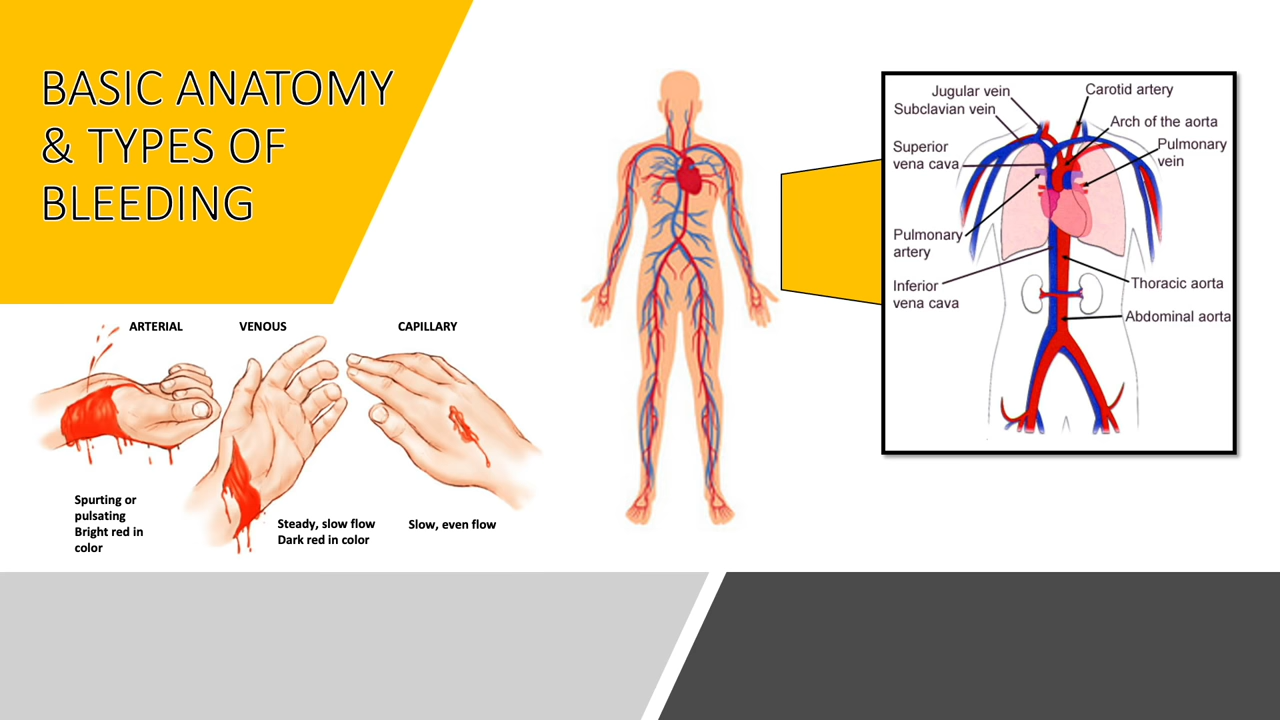 BASIC ANATOMY
& TYPES OF
BLEEDING
ARTERIAL
VENOUS
CAPILLARY
Spurting or
pulsating
Bright red in
color
Steady, slow flow
Dark red in color
Slow, even flow
Jugular vein
Subclavian vein
Superior
vena cava
Pulmonary
artery
Inferior
vena cava
Carotid artery
Arch of the aorta
Pulmonary
vein
Thoracic aorta
Abdominal aorta